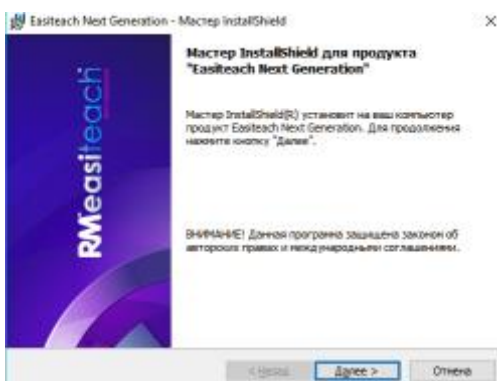 Easiteach Next Generation - Мастер InstallShield
RMeasiteach
Мастер InstallShield для продукта
"Easiteach Next Generation"
Мастер InstallShield(R) установит на ваш компьютер
продукт Easiteach Next Generation. Для продолжения
нажмите кнопку "Далее".
ВНИМАНИЕ! Данная программа защищена законом об
авторских правах и международными соглашениями.
< Назад
Далее >
Отмена